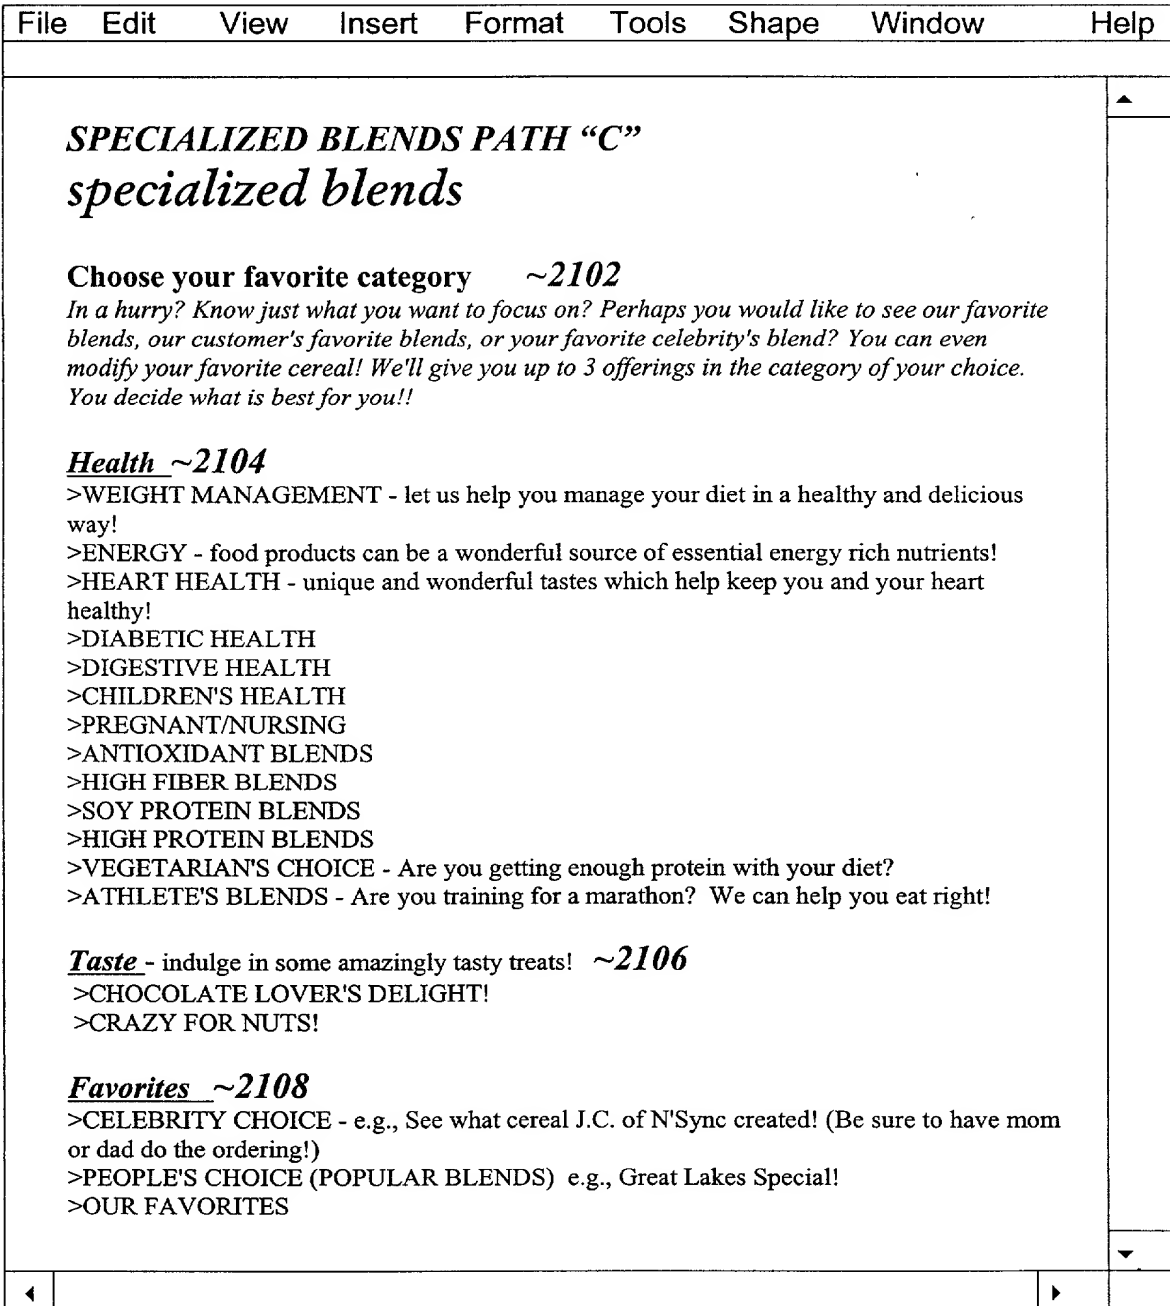 File Edit View Insert Format Tools Shape Window Help
SPECIALIZED BLENDS PATH “C”
specialized blends
Choose your favorite category ~2102
In a hurry? Know just what you want to focus on? Perhaps you would like to see our favorite
blends, our customer's favorite blends, or your favorite celebrity's blend? You can even
modify your favorite cereal! We'll give you up to 3 offerings in the category of your choice.
You decide what is best for you!!
Health ~2104
>WEIGHT MANAGEMENT - let us help you manage your diet in a healthy and delicious
way!
>ENERGY - food products can be a wonderful source of essential energy rich nutrients!
>HEART HEALTH - unique and wonderful tastes which help keep you and your heart
healthy!
>DIABETIC HEALTH
>DIGESTIVE HEALTH
>CHILDREN'S HEALTH
>PREGNANT/NURSING
>ANTIOXIDANT BLENDS
>HIGH FIBER BLENDS
>SOY PROTEIN BLENDS
>HIGH PROTEIN BLENDS
>VEGETARIAN'S CHOICE - Are you getting enough protein with your diet?
>ATHLETE'S BLENDS - Are you training for a marathon? We can help you eat right!
Taste - indulge in some amazingly tasty treats! ~2106
>CHOCOLATE LOVER'S DELIGHT!
>CRAZY FOR NUTS!
Favorites ~2108
>CELEBRITY CHOICE - e.g., See what cereal J.C. of N'Sync created! (Be sure to have mom
or dad do the ordering!)
>PEOPLE'S CHOICE (POPULAR BLENDS) e.g., Great Lakes Special!
>OUR FAVORITES